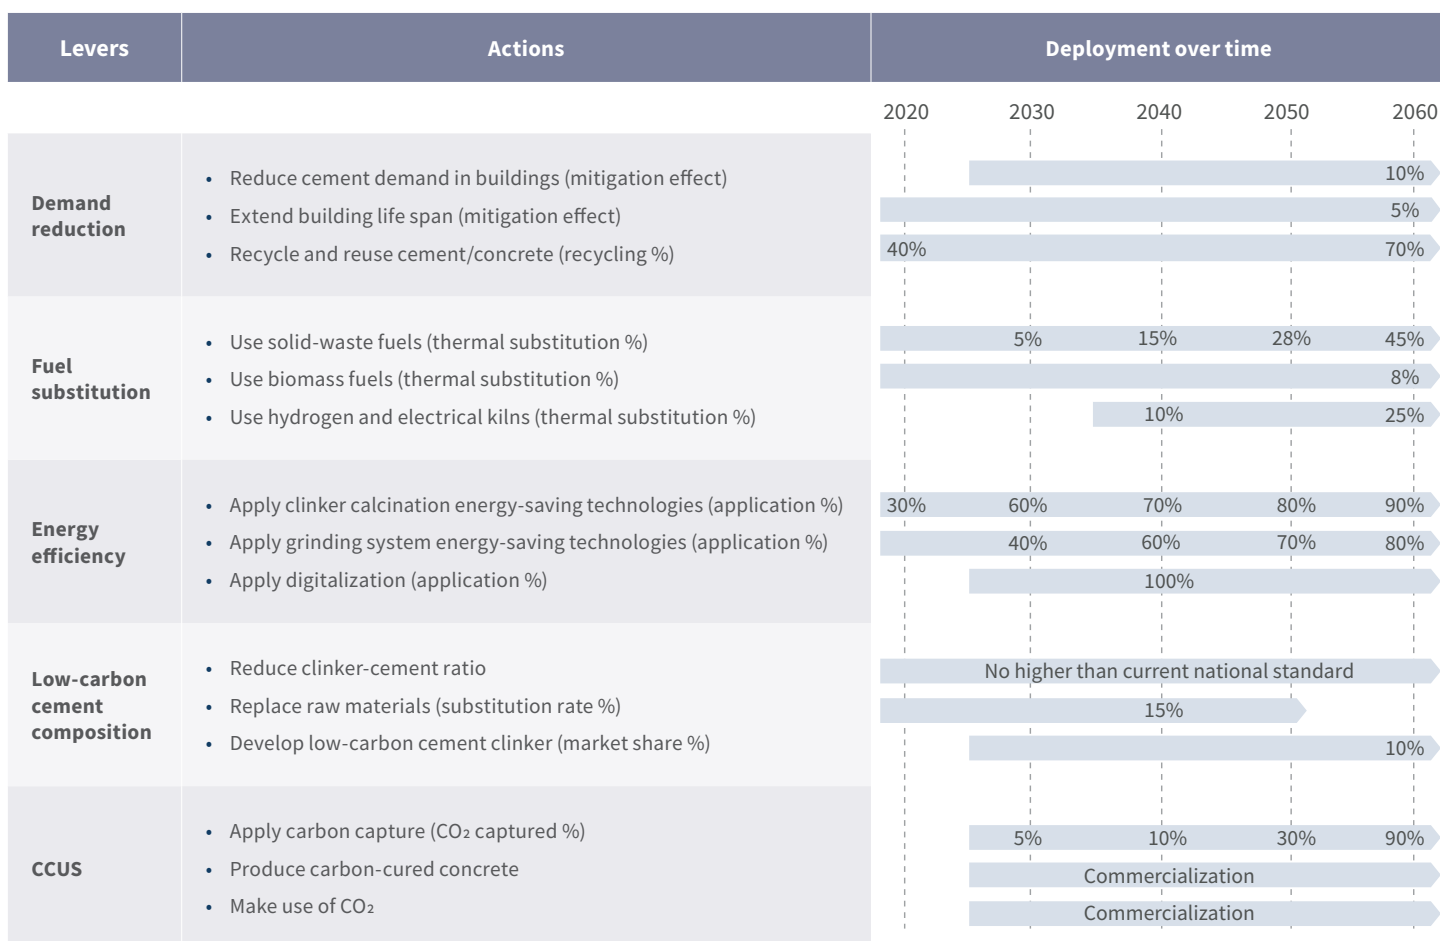 Levers Actions Deployment over time
2020 2030 2040 2050 2060
Demand
reduction
• Reduce cement demand in buildings (mitigation effect) 10%
• Extend building life span (mitigation effect) 5%
• Recycle and reuse cement/concrete (recycling %) 40% 70%
Fuel
substitution
• Use solid-waste fuels (thermal substitution %) 5% 15% 28% 45%
• Use biomass fuels (thermal substitution %) 8%
• Use hydrogen and electrical kilns (thermal substitution %) 10% 25%
Energy
efficiency
• Apply clinker calcination energy-saving technologies (application %) 30% 60% 70% 80% 90%
• Apply grinding system energy-saving technologies (application %) 40% 60% 70% 80%
• Apply digitalization (application %) 100%
Low-carbon
cement
composition
• Reduce clinker-cement ratio No higher than current national standard
• Replace raw materials (substitution rate %) 15%
• Develop low-carbon cement clinker (market share %) 10%
CCUS
• Apply carbon capture (CO₂ captured %) 5% 10% 30% 90%
• Produce carbon-cured concrete Commercialization
• Make use of CO₂ Commercialization